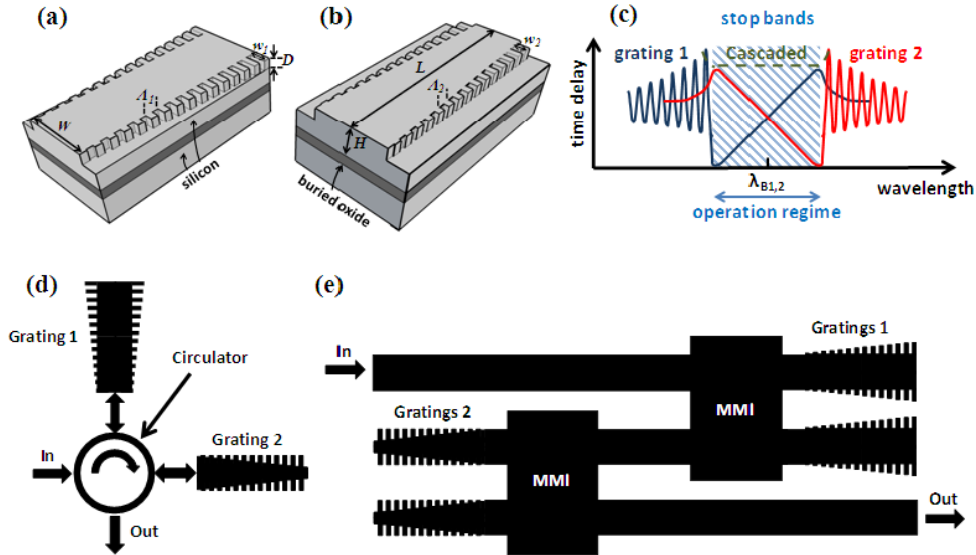 (a)
w1
D
Λ1
W
silicon
(b)
w2
L
Λ2
H
buried oxide
(c)
stop bands
grating 1
Cascaded
grating 2
time delay
λB1,2
wavelength
operation regime
(d)
Grating 1
Circulator
Grating 2
In
Out
(e)
In
Gratings 1
MMI
Gratings 2
MMI
Out